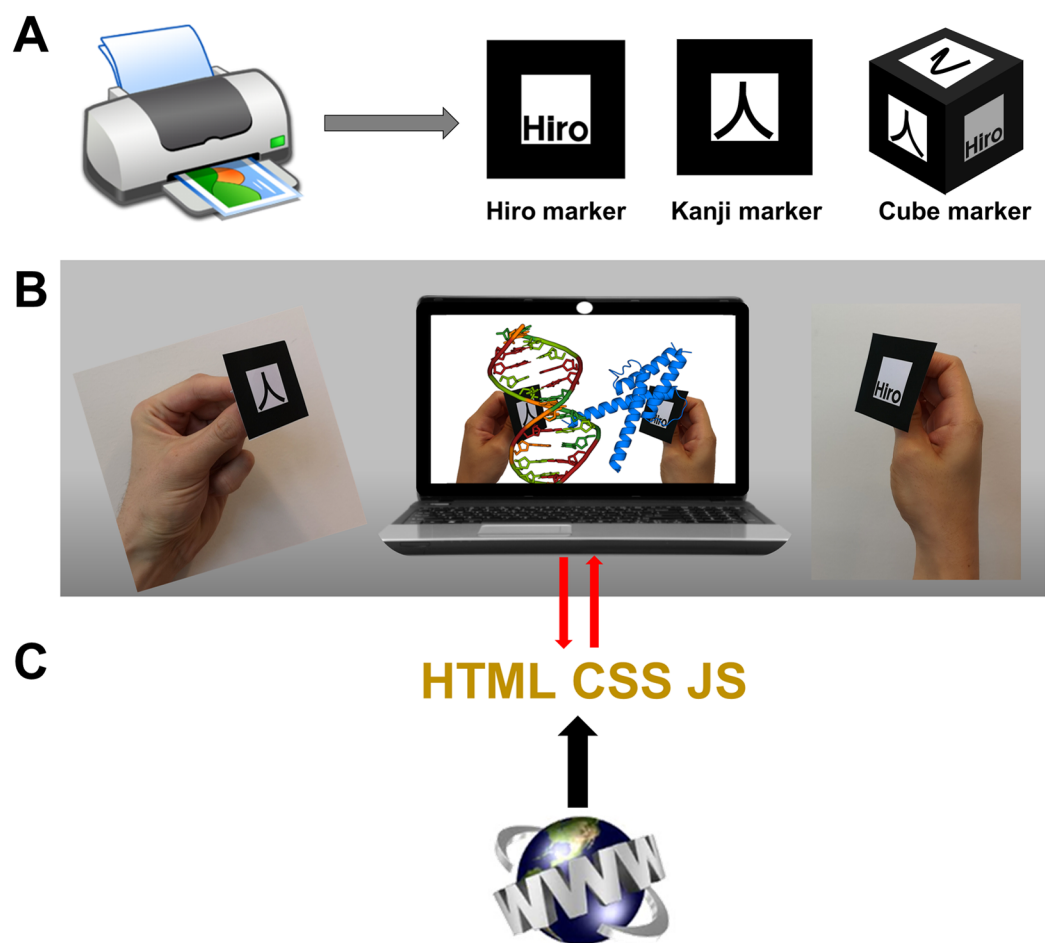 A
Hiro
人
人
Hiro
Hiro marker
Kanji marker
Cube marker
B
人
人
Hiro
Hiro
C
HTML CSS JS
WWW